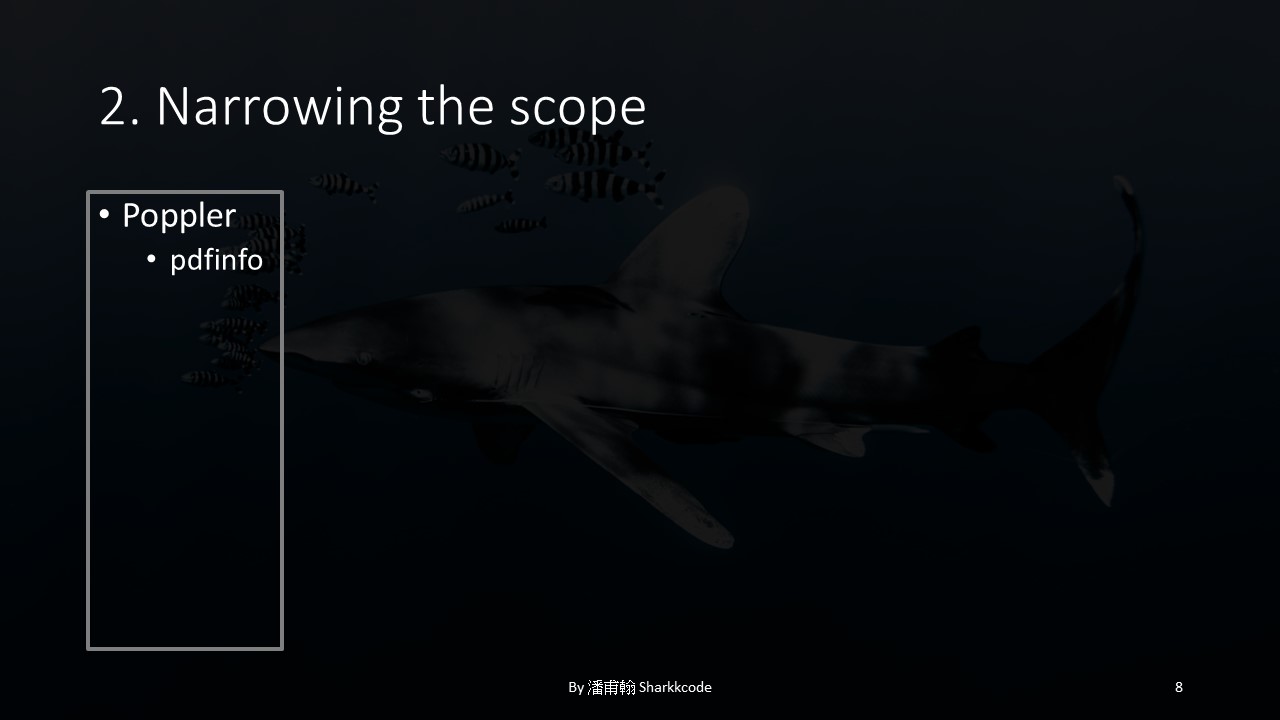 2. Narrowing the scope
• Poppler
• pdfinfo
By 潘甫翰 Sharkkcode
8